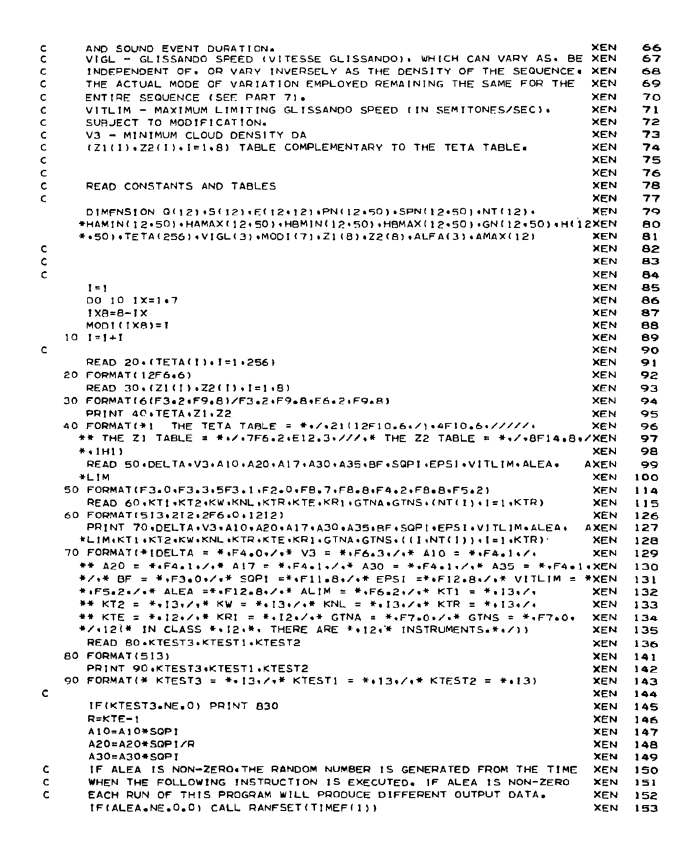 C AND SOUND EVENT DURATION. XEN 66
C VIGL - GLISSANDO SPEED (VITESSE GLISSANDO), WHICH CAN VARY AS, BE XEN 67
C INDEPENDENT OF, OR VARY INVERSELY AS THE DENSITY OF THE SEQUENCE, XEN 68
C THE ACTUAL MODE OF VARIATION EMPLOYED REMAINING THE SAME FOR THE XEN 69
C ENTIRE SEQUENCE (SEE PART 7). XEN 70
C VITLIM - MAXIMUM LIMITING GLISSANDO SPEED (IN SEMITONES/SEC), XEN 71
C SUBJECT TO MODIFICATION. XEN 72
C V3 - MINIMUM CLOUD DENSITY DA XEN 73
C (Z1(I),Z2(I),I=1,8) TABLE COMPLEMENTARY TO THE TETA TABLE. XEN 74
C XEN 75
C XEN 76
C READ CONSTANTS AND TABLES XEN 78
C XEN 77
DIMENSION Q(12),S(12),E(12,12),PN(12,50),SPN(12,50),NT(12), XEN 79
*HAMIN(12,50),HAMAX(12,50),HBMIN(12,50),HBMAX(12,50),GN(12,50),H(12XEN 80
*,50),TETA(256),VIGL(3),MODI(7),Z1(8),Z2(8),ALFA(3),AMAX(12) XEN 81
C XEN 82
C XEN 83
C XEN 84
I=1 XEN 85
DO 10 IX=1,7 XEN 86
IX8=8-IX XEN 87
MODI(IX8)=I XEN 88
10 I=I+I XEN 89
C XEN 90
READ 20,(TETA(I),I=1,256) XEN 91
20 FORMAT(12F6.6) XEN 92
READ 30,(Z1(I),Z2(I),I=1,8) XEN 93
30 FORMAT(6(F3.2,F9.8)/F3.2,F9.8,E6.2,F9.8) XEN 94
PRINT 40,TETA,Z1,Z2 XEN 95
40 FORMAT(*1 THE TETA TABLE = *,/,21(12F10.6,/),4F10.6,/////, XEN 96
** THE Z1 TABLE = *,/,7F6.2,E12.3,///,* THE Z2 TABLE = *,/,8F14.8,/XEN 97
*,1H1) XEN 98
READ 50,DELTA,V3,A10,A20,A17,A30,A35,BF,SQPI,EPSI,VITLIM,ALEA, AXEN 99
*LIM XEN 100
50 FORMAT(F3.0,F3.3,5F3.1,F2.0,F8.7,F8.8,F4.2,F8.8,F5.2) XEN 114
READ 60,KT1,KT2,KW,KNL,KTR,KTE,KR1,GTNA,GTNS,(NT(I),I=1,KTR) XEN 115
60 FORMAT(5I3,2I2,2F6.0,12I2) XEN 126
PRINT 70,DELTA,V3,A10,A20,A17,A30,A35,BF,SQPI,EPSI,VITLIM,ALEA, AXEN 127
*LIM,KT1,KT2,KW,KNL,KTR,KTE,KR1,GTNA,GTNS,((I,NT(I)),I=1,KTR) XEN 128
70 FORMAT(*1DELTA = *,F4.0,/,* V3 = *,F6.3,/,* A10 = *,F4.1,/, XEN 129
** A20 = *,F4.1,/,* A17 = *,F4.1,/,* A30 = *,F4.1,/,* A35 = *,F4.1,XEN 130
*/,* BF = *,F3.0,/,* SQPI =*,F11.8,/,* EPSI =*,F12.8,/,* VITLIM = *XEN 131
*,F5.2,/,* ALEA =*,F12.8,/,* ALIM = *,F6.2,/,* KT1 = *,I3,/, XEN 132
** KT2 = *,I3,/,* KW = *,I3,/,* KNL = *,I3,/,* KTR = *,I3,/, XEN 133
** KTE = *,I2,/,* KR1 = *,I2,/,* GTNA = *,F7.0,/,* GTNS = *,F7.0, XEN 134
*/,12(* IN CLASS *,I2,*, THERE ARE *,I2,* INSTRUMENTS.*,/)) XEN 135
READ 80,KTEST3,KTEST1,KTEST2 XEN 136
80 FORMAT(5I3) XEN 141
PRINT 90,KTEST3,KTEST1,KTEST2 XEN 142
90 FORMAT(* KTEST3 = *,I3,/,* KTEST1 = *,I3,/,* KTEST2 = *,I3) XEN 143
C XEN 144
IF(KTEST3.NE.0) PRINT 830 XEN 145
R=KTE-1 XEN 146
A10=A10*SQPI XEN 147
A20=A20*SQPI/R XEN 148
A30=A30*SQPI XEN 149
C IF ALEA IS NON-ZERO,THE RANDOM NUMBER IS GENERATED FROM THE TIME XEN 150
C WHEN THE FOLLOWING INSTRUCTION IS EXECUTED. IF ALEA IS NON-ZERO XEN 151
C EACH RUN OF THIS PROGRAM WILL PRODUCE DIFFERENT OUTPUT DATA. XEN 152
IF(ALEA.NE.0.0) CALL RANFSET(TIMEF(1)) XEN 153